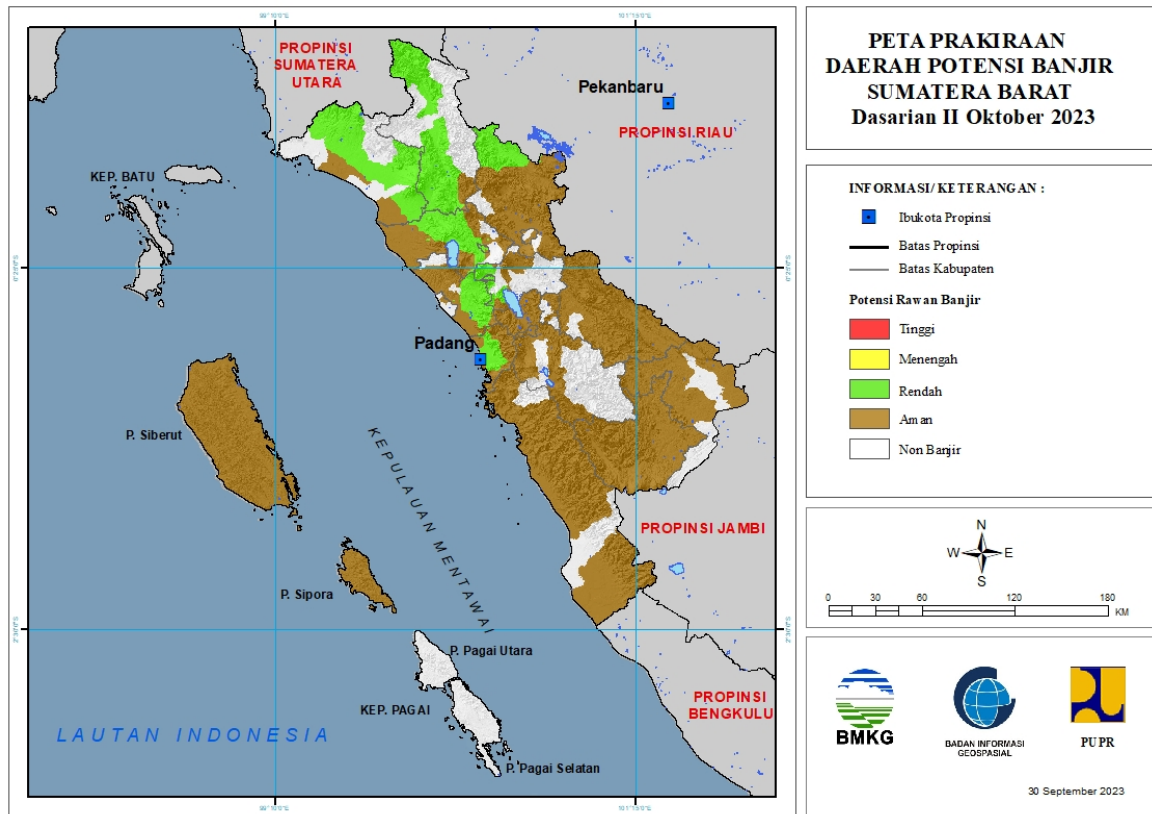 PETA PRAKIRAAN
DAERAH POTENSI BANJIR
SUMATERA BARAT
Dasarian II Oktober 2023
INFORMASI/ KETERANGAN :
Ibukota Propinsi
Batas Propinsi
Batas Kabupaten
Potensi Rawan Banjir
Tinggi
Menengah
Rendah
Aman
Non Banjir
N
W E
S
0 30 60 120 180
KM
BMKG
BADAN INFORMASI
GEOSPASIAL
PUPR
30 September 2023
PROPINSI
SUMATERA
UTARA
Pekanbaru
PROPINSI RIAU
KEP. BATU
Padang
P. Siberut
KEPULAUAN MENTAWAI
PROPINSI JAMBI
P. Sipora
P. Pagai Utara
KEP. PAGAI
PROPINSI
BENGKULU
LAUTAN INDONESIA
P. Pagai Selatan